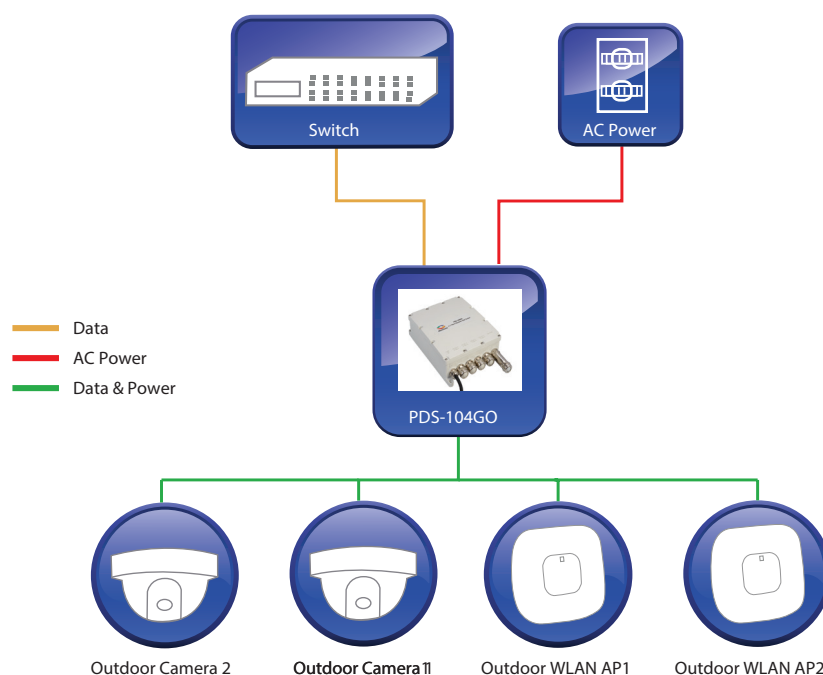 Switch
AC Power
Data
AC Power
Data & Power
PDS-104GO
Outdoor Camera 2
Outdoor Camera 1
Outdoor WLAN AP1
Outdoor WLAN AP2